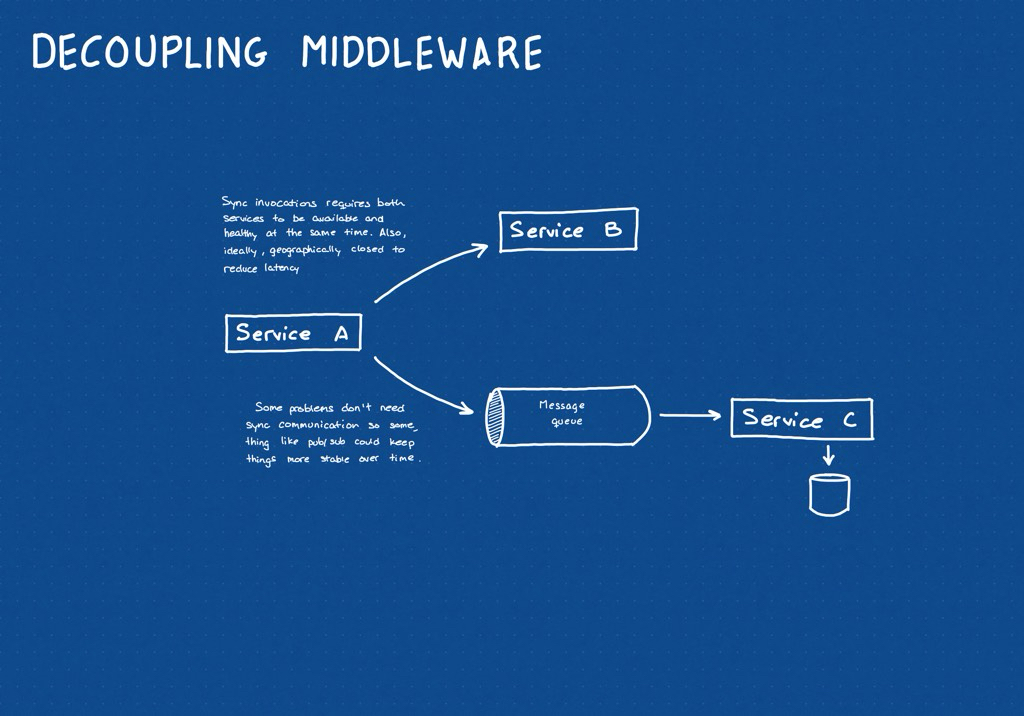 DECOUPLING MIDDLEWARE
Sync invocations requires both
services to be available and
healthy at the same time. Also,
ideally, geographically closed to
reduce latency
Service B
Service A
Some problems don't need
sync communication so some_
thing like pub/sub could keep
things more stable over time.
Message
queue
Service C